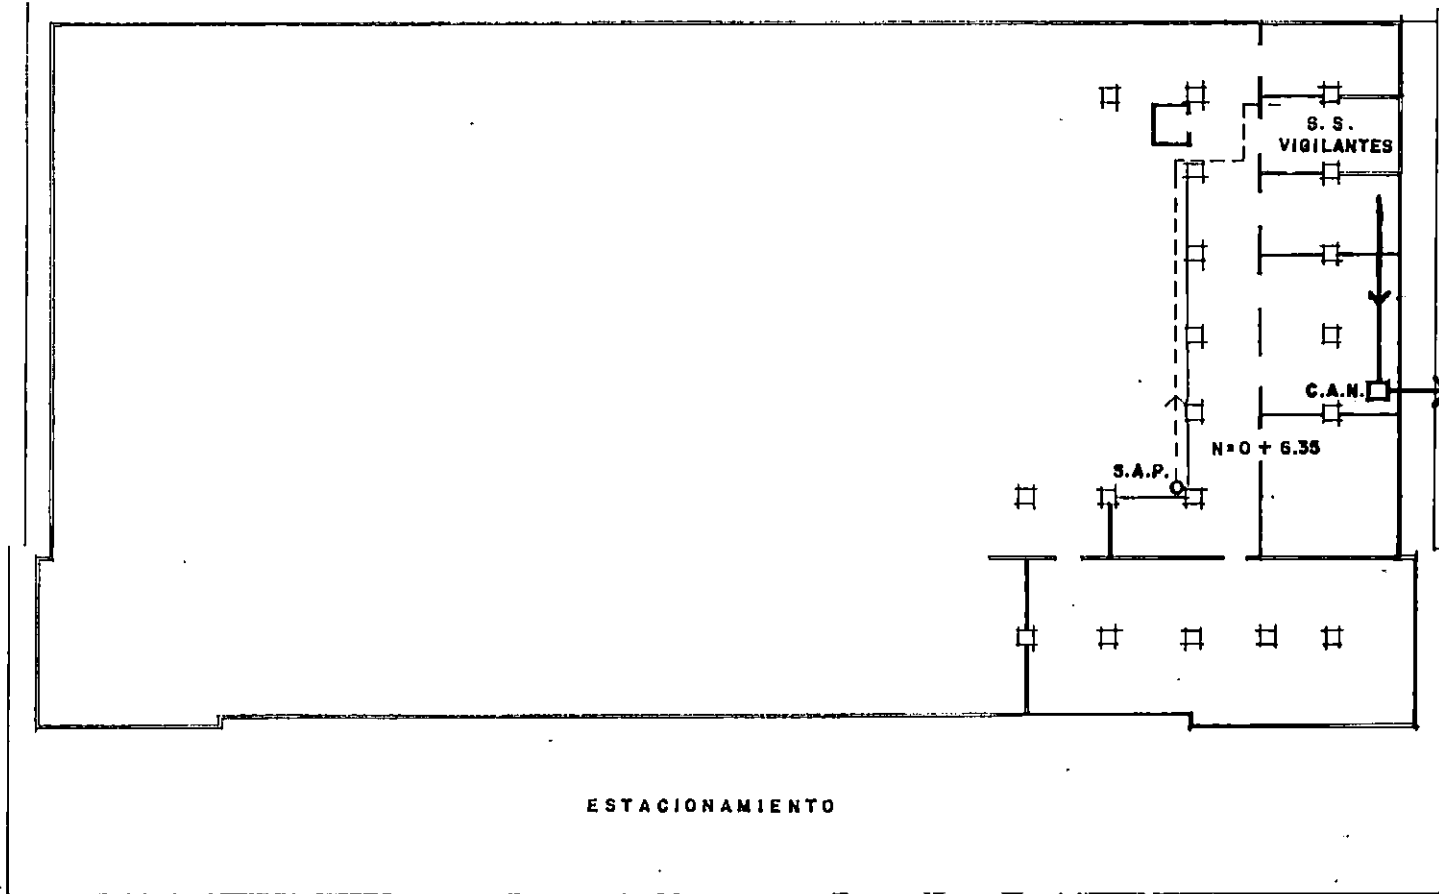 S. S.
VIGILANTES
C.A.N.
N=0 + 6.35
S.A.P.
ESTACIONAMIENTO